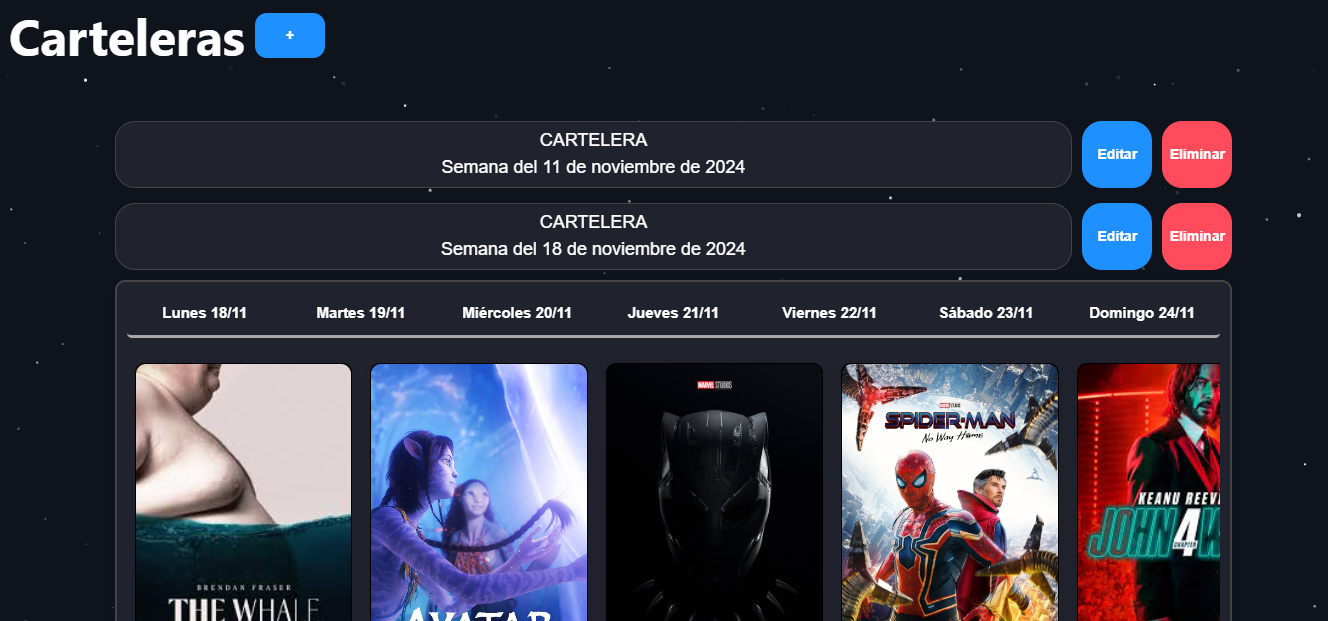 Carteleras +
CARTELERA
Semana del 11 de noviembre de 2024
Editar
Eliminar
CARTELERA
Semana del 18 de noviembre de 2024
Editar
Eliminar
Lunes 18/11 Martes 19/11 Miércoles 20/11 Jueves 21/11 Viernes 22/11 Sábado 23/11 Domingo 24/11
BRENDAN FRASER
THE WHALE
AVATAR
MARVEL STUDIOS
SPIDER-MAN
No Way Home
KEANU REEV
JOHN
4
CHAPTER